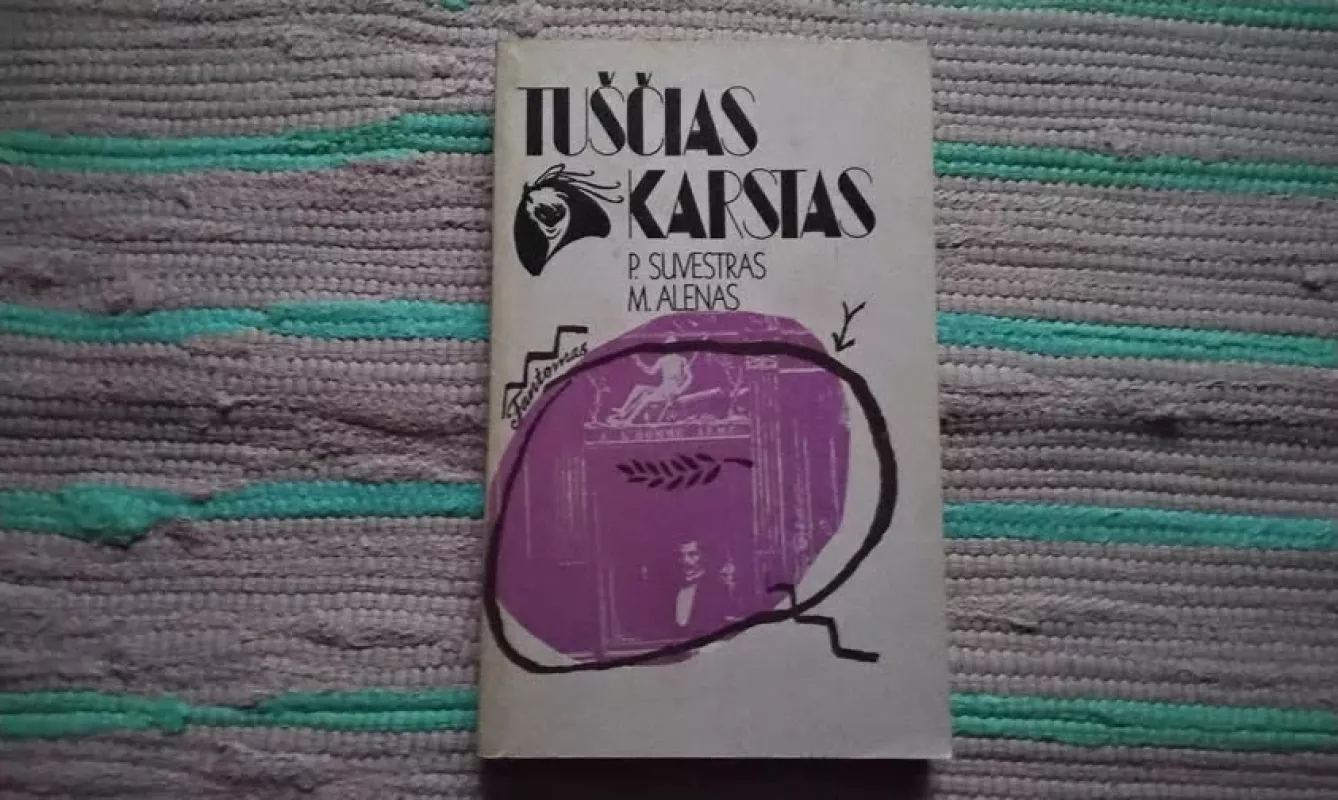 TUŠČIAS
KARSTAS
P. SUVESTRAS
M. ALENAS
Fantomas